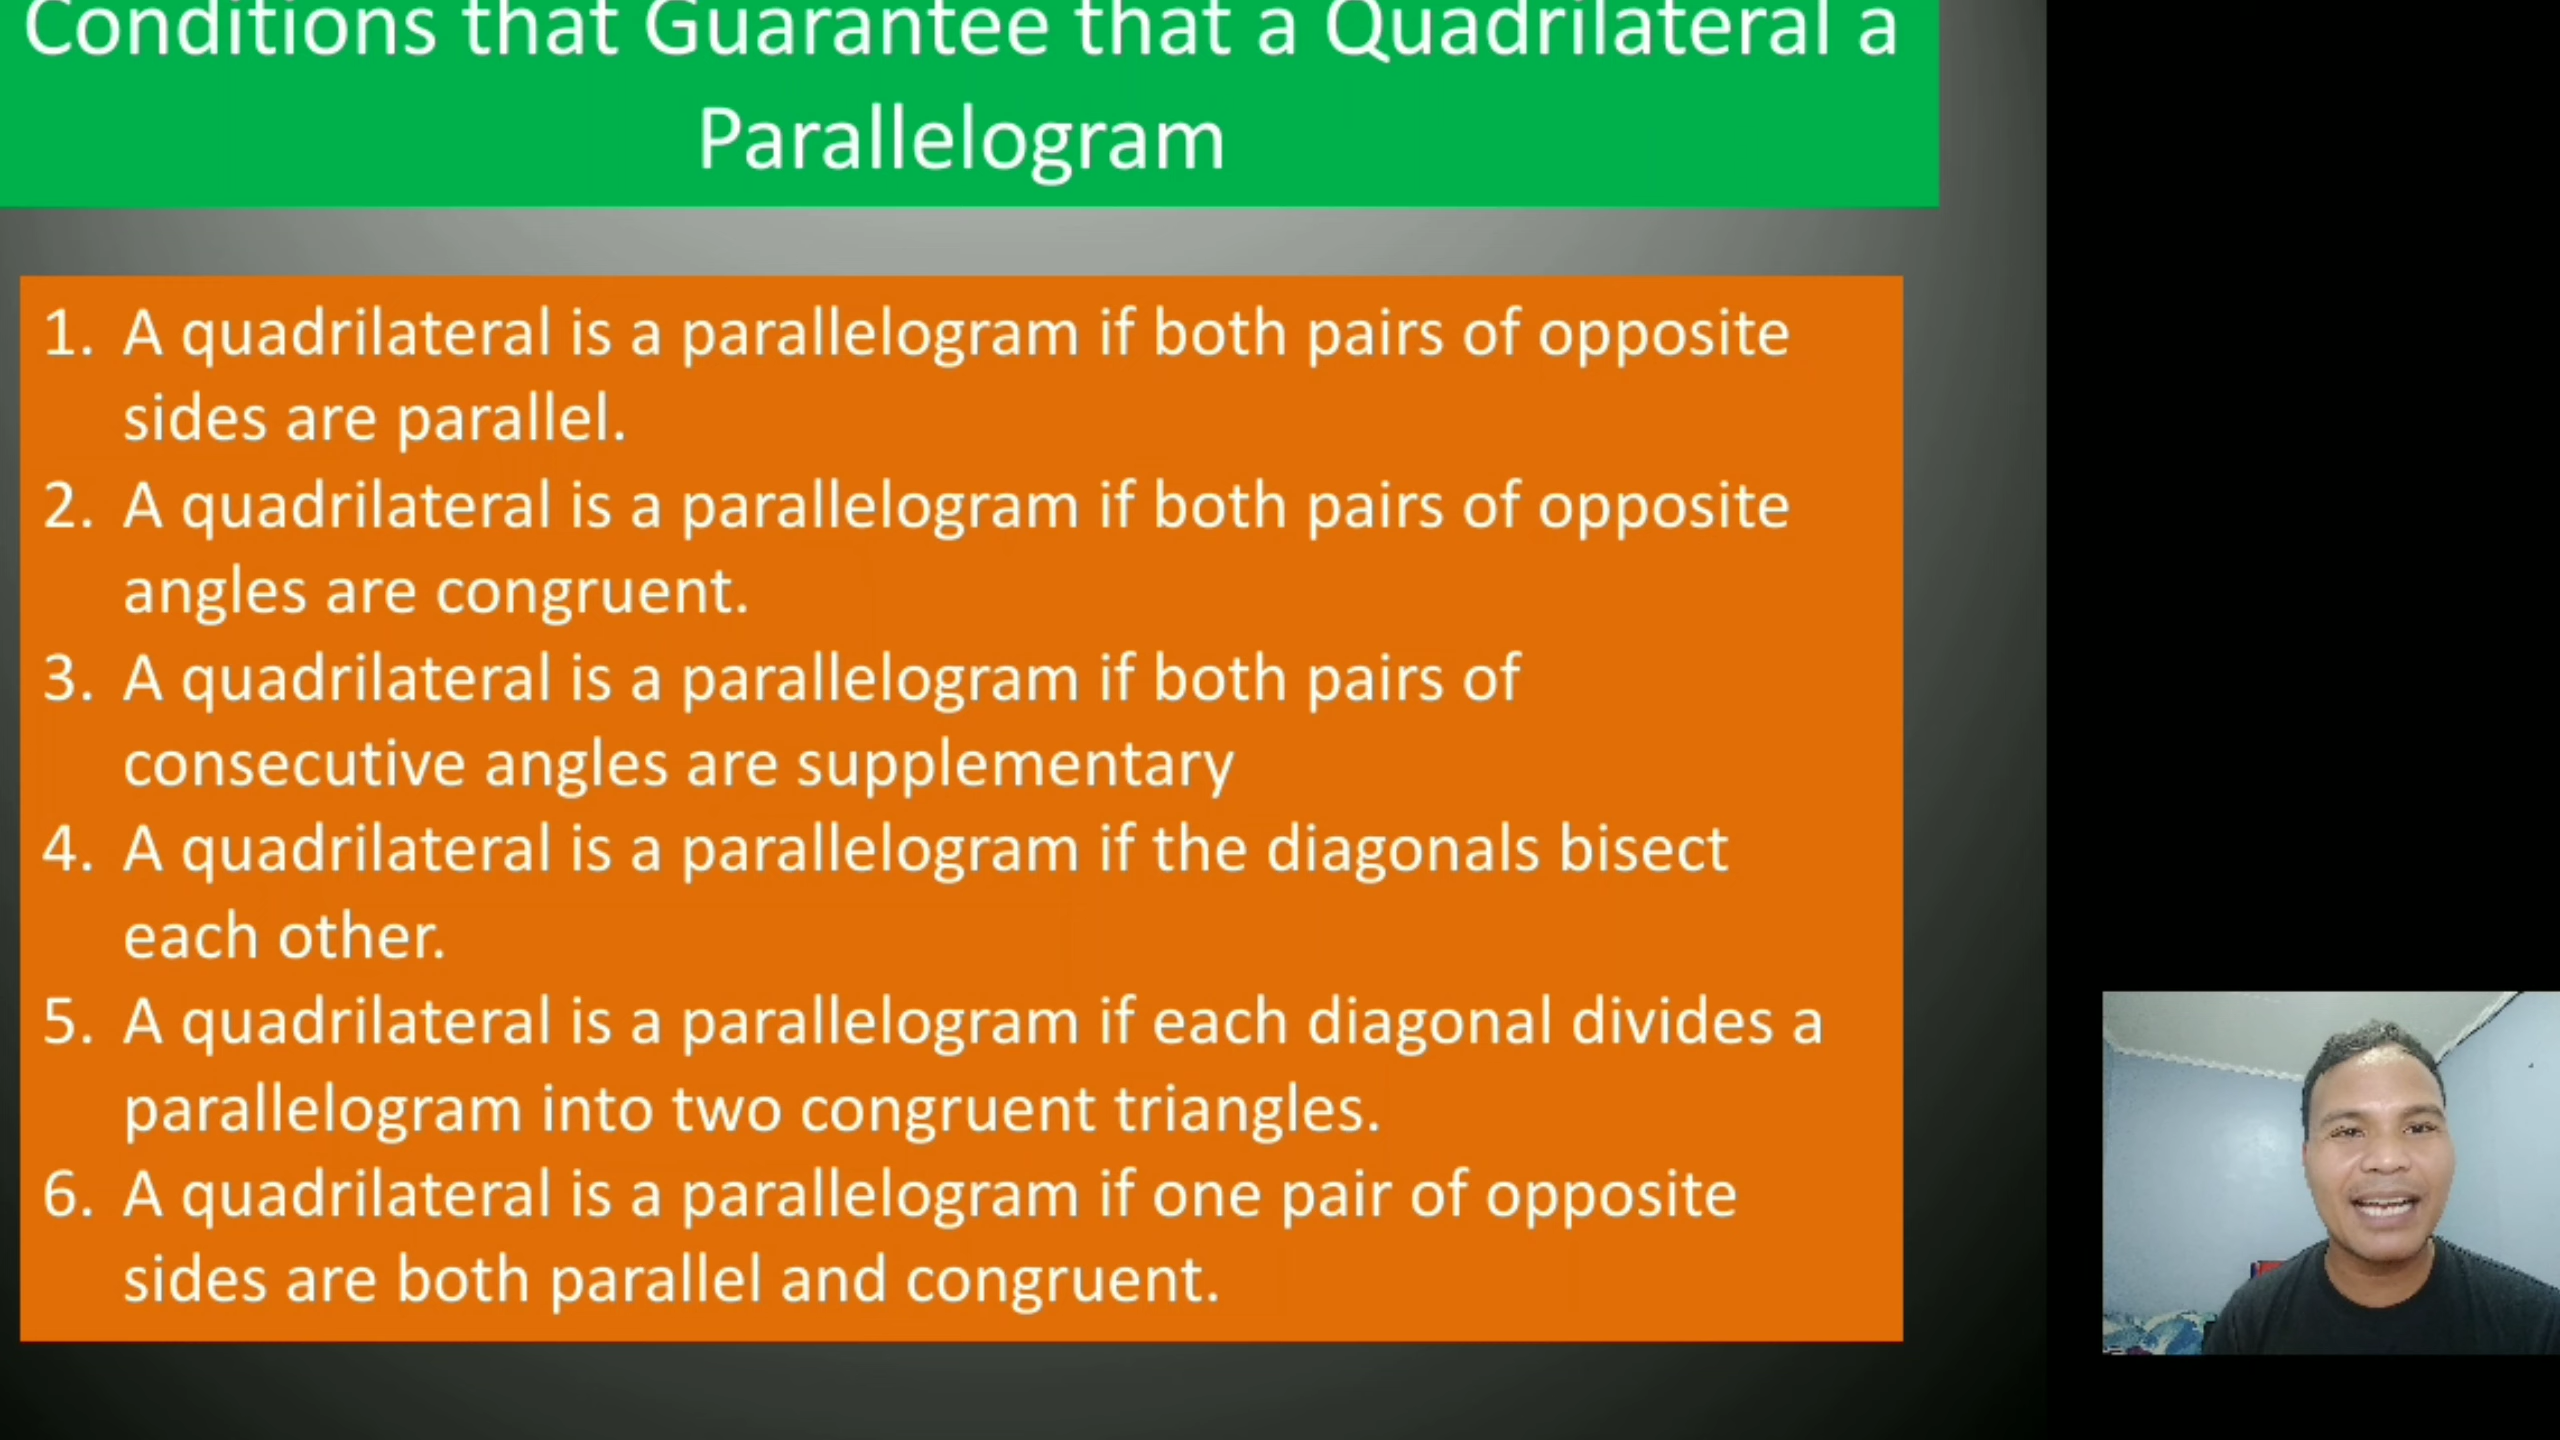 Conditions that Guarantee that a Quadrilateral a
Parallelogram
1. A quadrilateral is a parallelogram if both pairs of opposite
sides are parallel.
2. A quadrilateral is a parallelogram if both pairs of opposite
angles are congruent.
3. A quadrilateral is a parallelogram if both pairs of
consecutive angles are supplementary
4. A quadrilateral is a parallelogram if the diagonals bisect
each other.
5. A quadrilateral is a parallelogram if each diagonal divides a
parallelogram into two congruent triangles.
6. A quadrilateral is a parallelogram if one pair of opposite
sides are both parallel and congruent.